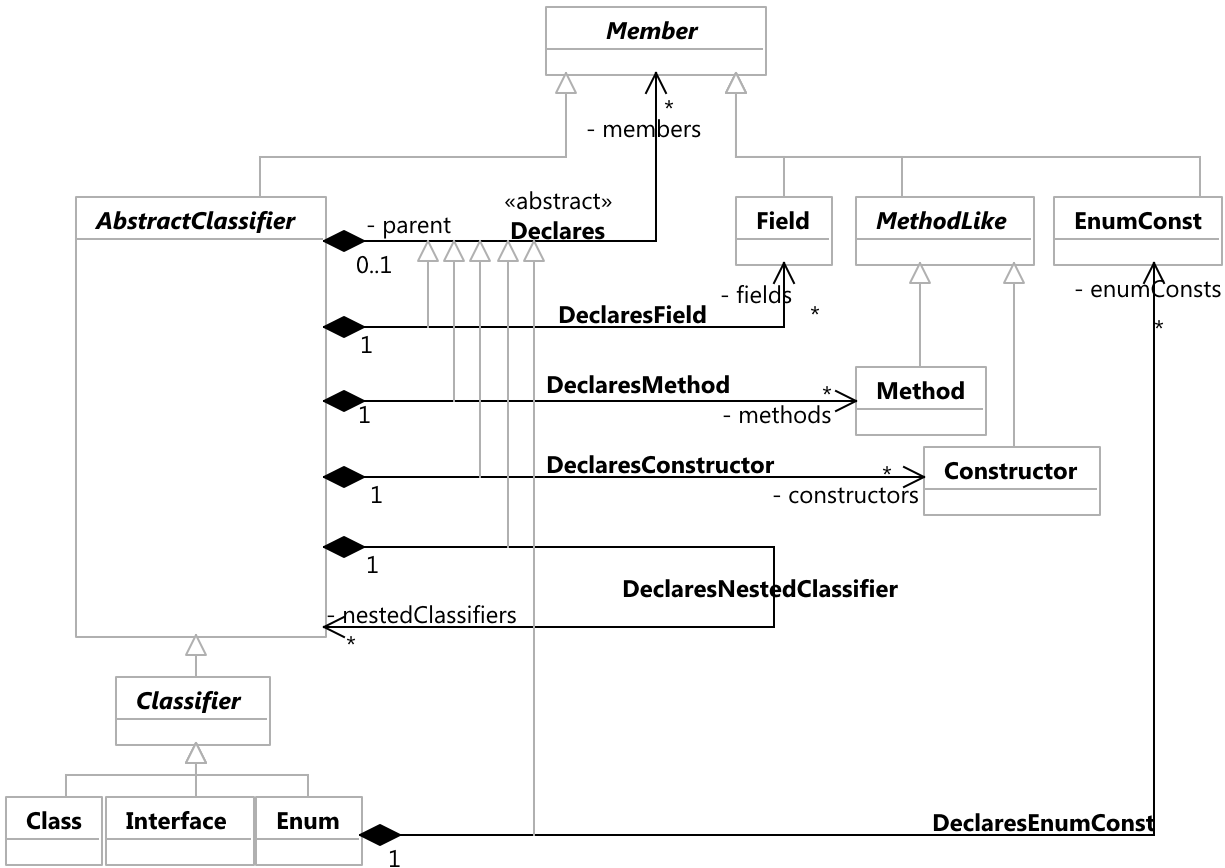 Member
*
- members
AbstractClassifier
«abstract»
- parent
Declares
0..1
Field
MethodLike
EnumConst
- fields
- enumConsts
DeclaresField
*
*
1
DeclaresMethod
*
Method
1
- methods
DeclaresConstructor
*
Constructor
1
- constructors
1
DeclaresNestedClassifier
- nestedClassifiers
*
Classifier
Class
Interface
Enum
DeclaresEnumConst
1